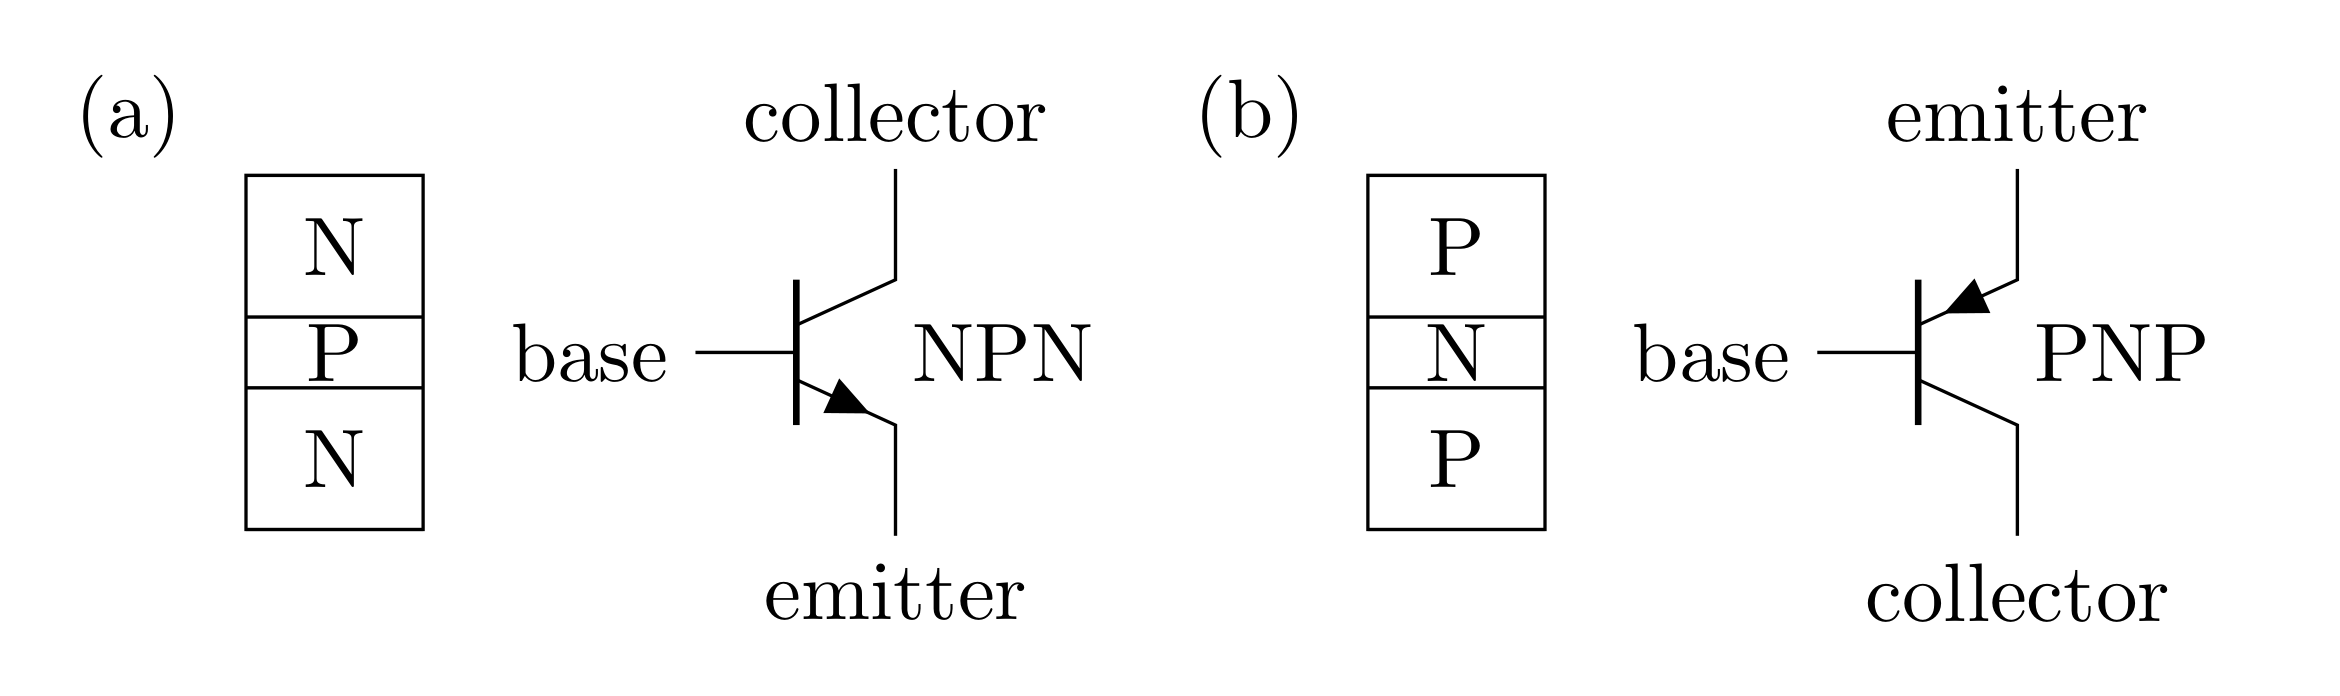 (a)
collector
N
P
N
base
NPN
emitter
(b)
emitter
P
N
P
base
PNP
collector